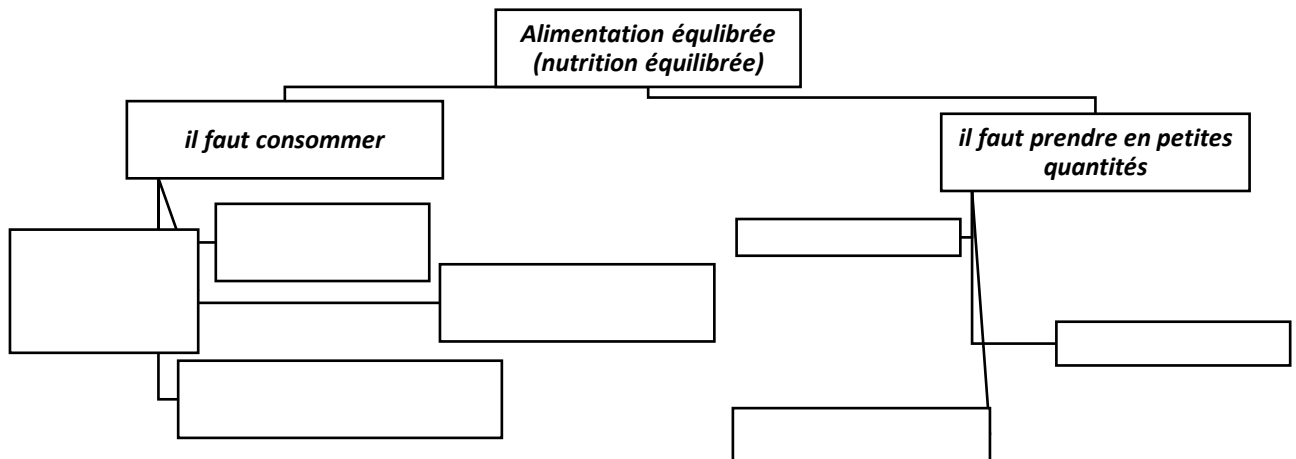 Alimentation équlibrée
(nutrition équilibrée)
il faut consommer
il faut prendre en petites
quantités